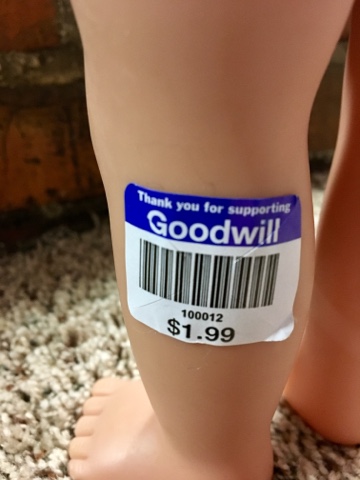 Thank you for supporting
Goodwill
100012
$1.99